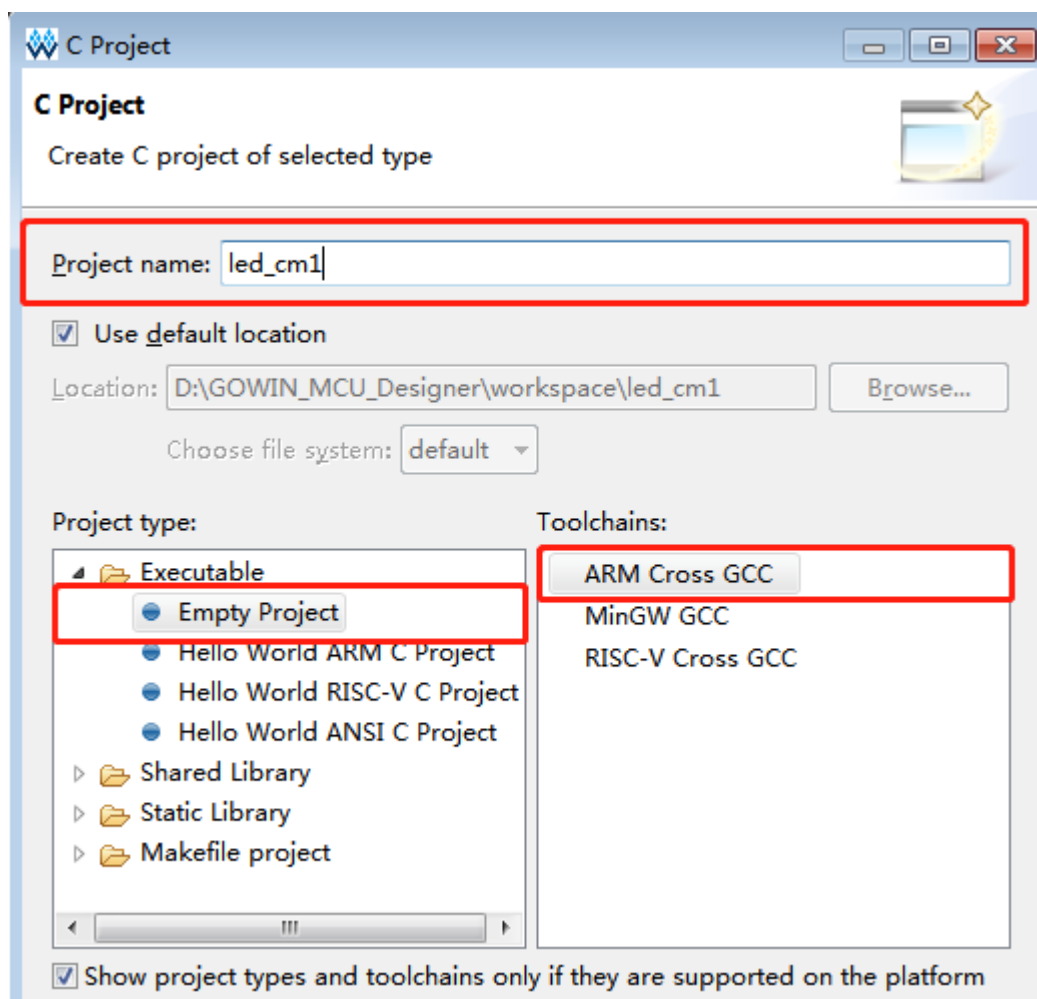 C Project
C Project
Create C project of selected type
Project name: led_cm1
Use default location
Location: D:\GOWIN_MCU_Designer\workspace\led_cm1 Browse...
Choose file system: default
Project type: Toolchains:
Executable ARM Cross GCC
Empty Project MinGW GCC
Hello World ARM C Project RISC-V Cross GCC
Hello World RISC-V C Project
Hello World ANSI C Project
Shared Library
Static Library
Makefile project
Show project types and toolchains only if they are supported on the platform